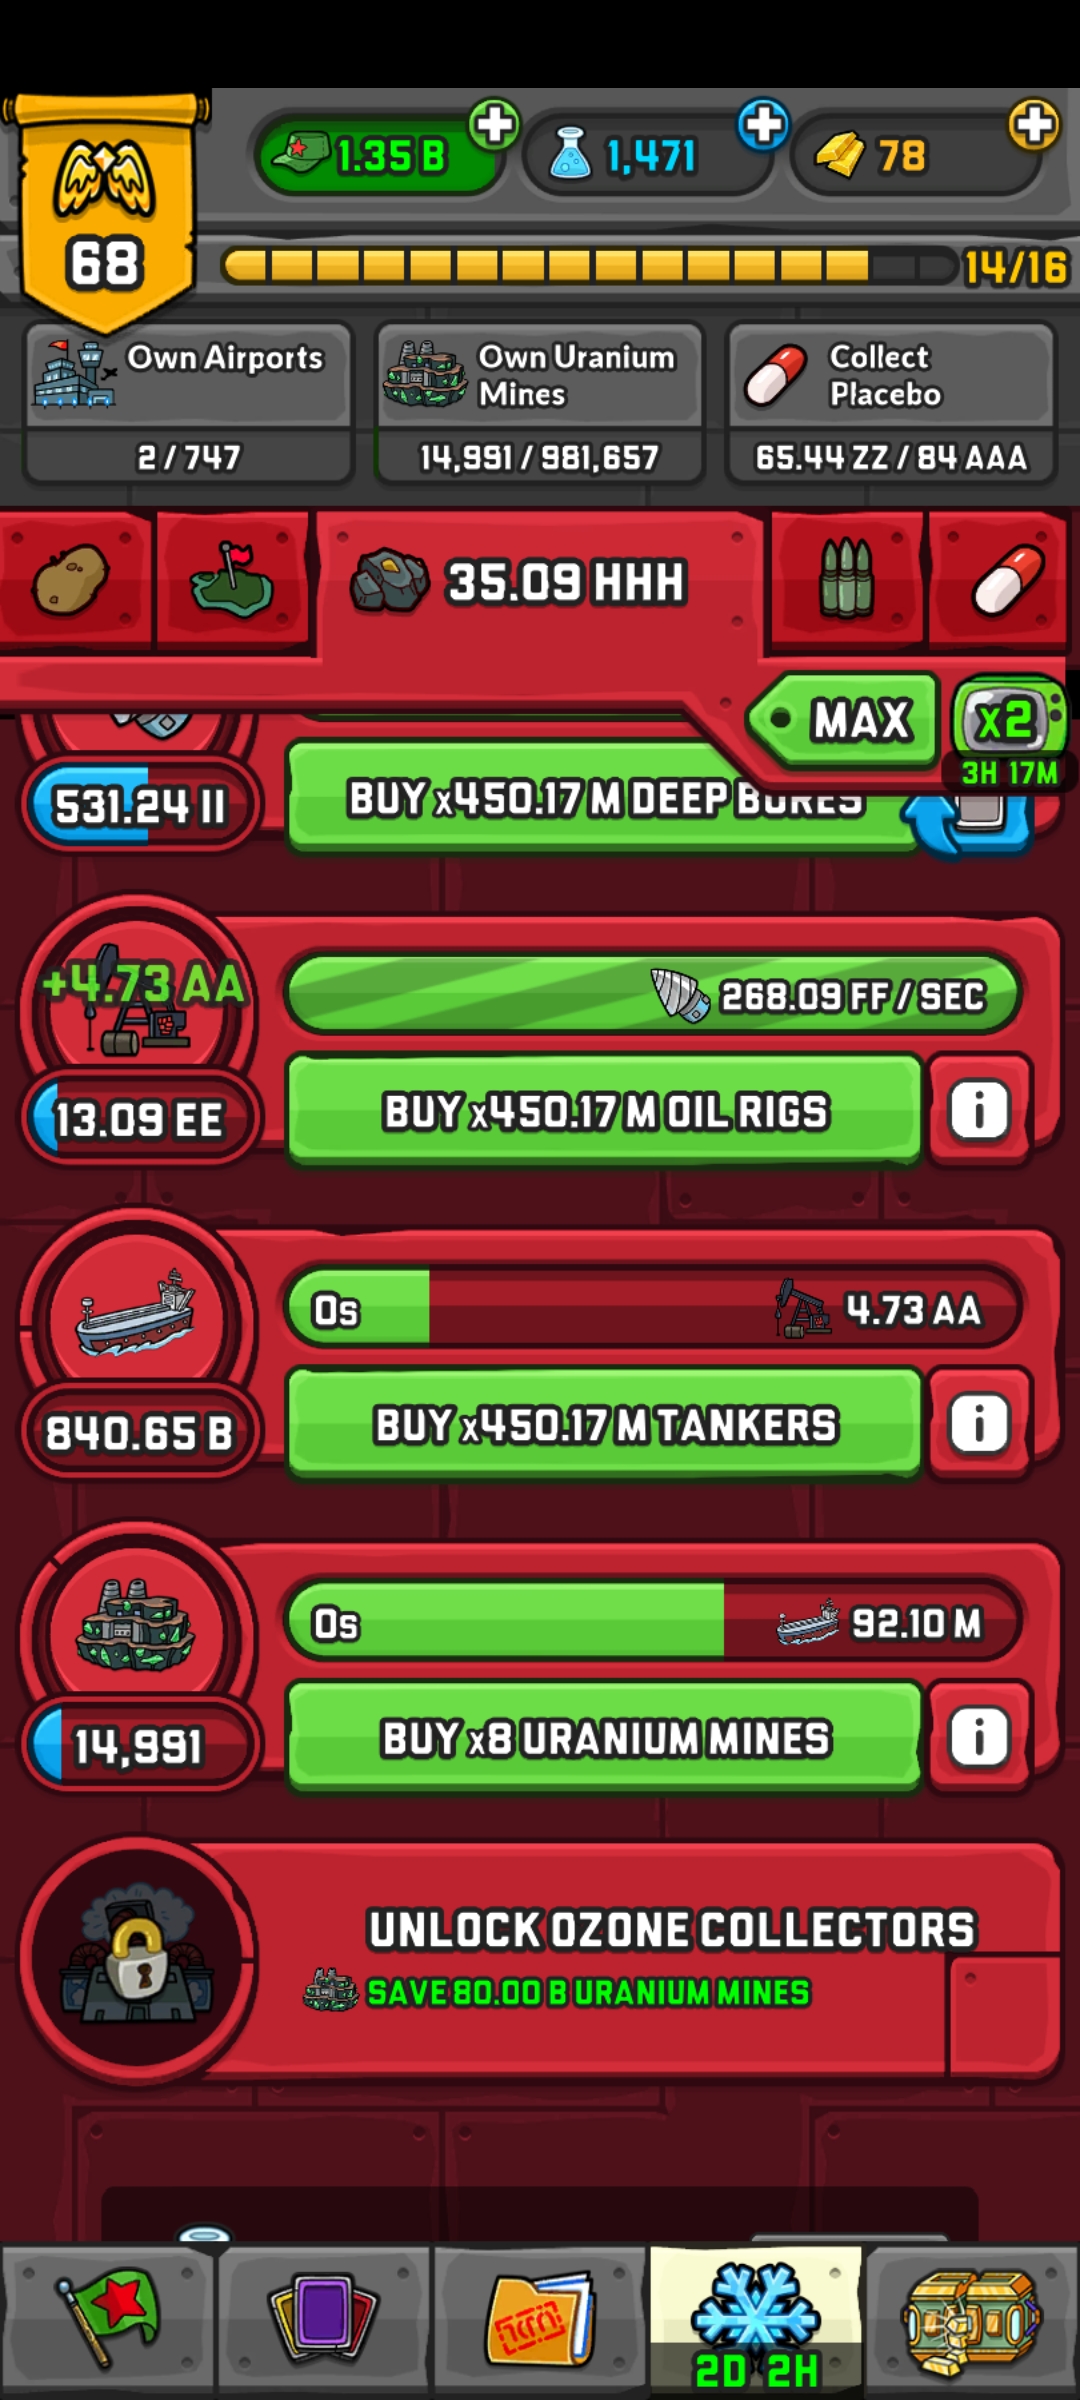 1.35 B
1,471
78
68
14/16
Own Airports
2 / 747
Own Uranium
Mines
14,991 / 981,657
Collect
Placebo
65.44 ZZ / 84 AAA
35.09 HHH
MAX
x2
3H 17M
531.24 II
BUY x450.17 M DEEP BORES
+4.73 AA
268.09 FF / SEC
13.09 EE
BUY x450.17 M OIL RIGS
i
0s
4.73 AA
840.65 B
BUY x450.17 M TANKERS
i
0s
92.10 M
14,991
BUY x8 URANIUM MINES
i
UNLOCK OZONE COLLECTORS
SAVE 80.00 B URANIUM MINES
2D 2H